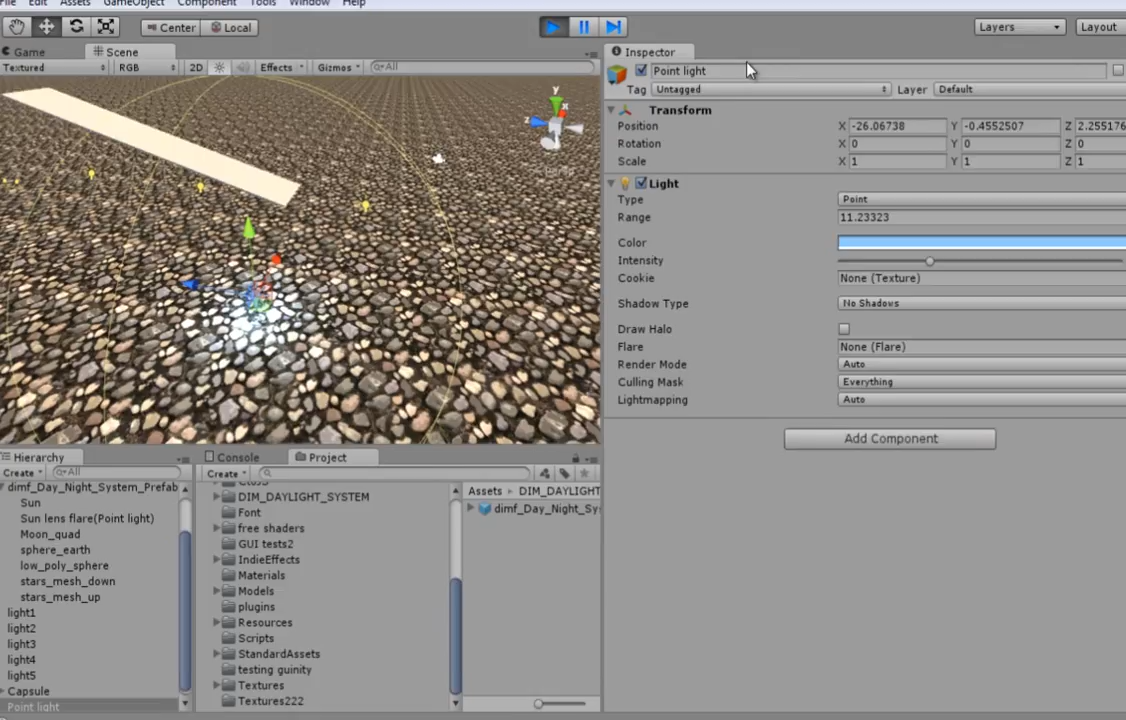 File Edit Assets GameObject Component Tools Window Help
Center Local Layers Layout
Game Scene
Textured RGB 2D Effects Gizmos All
Inspector
Point light
Tag Untagged Layer Default
Transform
Position X -26.06738 Y -0.4552507 Z 2.255176
Rotation X 0 Y 0 Z 0
Scale X 1 Y 1 Z 1
Light
Type Point
Range 11.23323
Color
Intensity
Cookie None (Texture)
Shadow Type No Shadows
Draw Halo
Flare None (Flare)
Render Mode Auto
Culling Mask Everything
Lightmapping Auto
Add Component
y
x
z
Hierarchy
Create All
dimf_Day_Night_System_Prefab
Sun
Sun lens flare(Point light)
Moon_quad
sphere_earth
low_poly_sphere
stars_mesh_down
stars_mesh_up
light1
light2
light3
light4
light5
Capsule
Point light
Console Project
Create
DIM_DAYLIGHT_SYSTEM
Font
free shaders
GUI tests2
IndieEffects
Materials
Models
plugins
Resources
Scripts
StandardAssets
testing guinity
Textures
Textures222
Assets DIM_DAYLIGHT
dimf_Day_Night_Sy